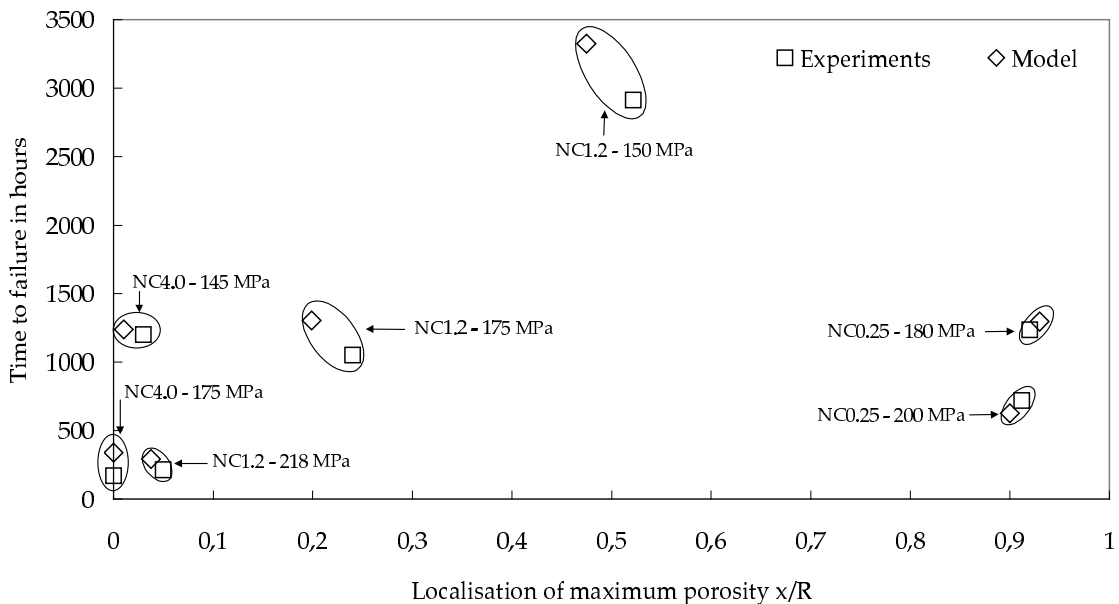 3500
3000
2500
2000
1500
1000
500
0
Time to failure in hours
Experiments
Model
NC1.2 - 150 MPa
NC4.0 - 145 MPa
NC1.2 - 175 MPa
NC0.25 - 180 MPa
NC4.0 - 175 MPa
NC0.25 - 200 MPa
NC1.2 - 218 MPa
0 0,1 0,2 0,3 0,4 0,5 0,6 0,7 0,8 0,9 1
Localisation of maximum porosity x/R